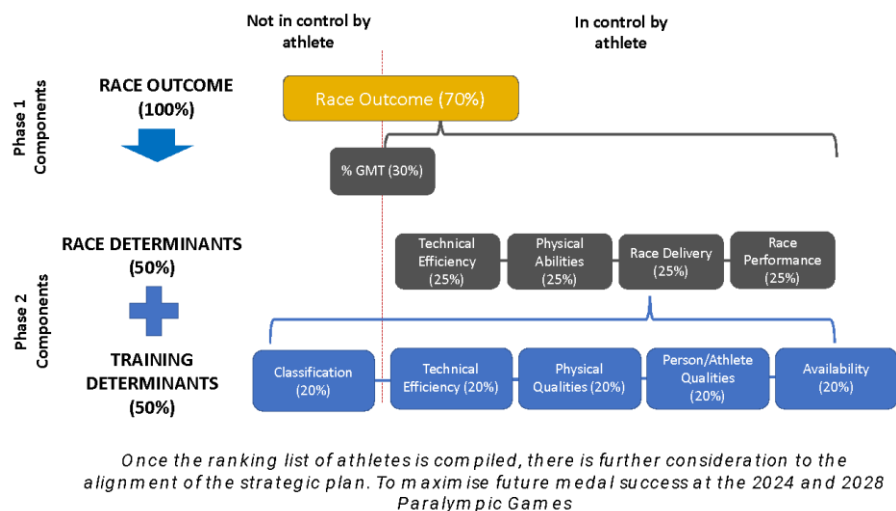 Not in control by
athlete
In control by
athlete
Phase 1
Components
RACE OUTCOME
(100%)
Race Outcome (70%)
% GMT (30%)
Phase 2
Components
RACE DETERMINANTS
(50%)
Technical
Efficiency
(25%)
Physical
Abilities
(25%)
Race Delivery
(25%)
Race
Performance
(25%)
TRAINING
DETERMINANTS
(50%)
Classification
(20%)
Technical
Efficiency (20%)
Physical
Qualities (20%)
Person/Athlete
Qualities
(20%)
Availability
(20%)
Once the ranking list of athletes is compiled, there is further consideration to the
alignment of the strategic plan. To maximise future medal success at the 2024 and 2028
Paralympic Games